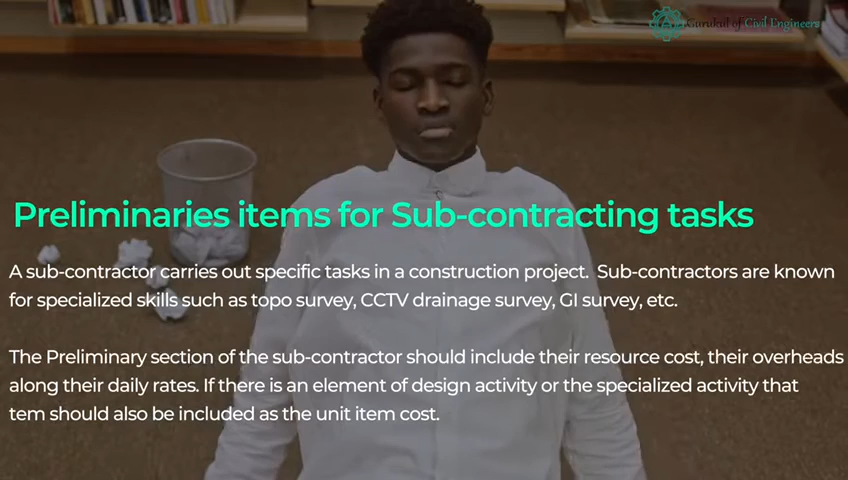 Gurukul of Civil Engineers
Preliminaries items for Sub-contracting tasks
A sub-contractor carries out specific tasks in a construction project.  Sub-contractors are known
for specialized skills such as topo survey, CCTV drainage survey, GI survey, etc.
The Preliminary section of the sub-contractor should include their resource cost, their overheads
along their daily rates. If there is an element of design activity or the specialized activity that
tem should also be included as the unit item cost.